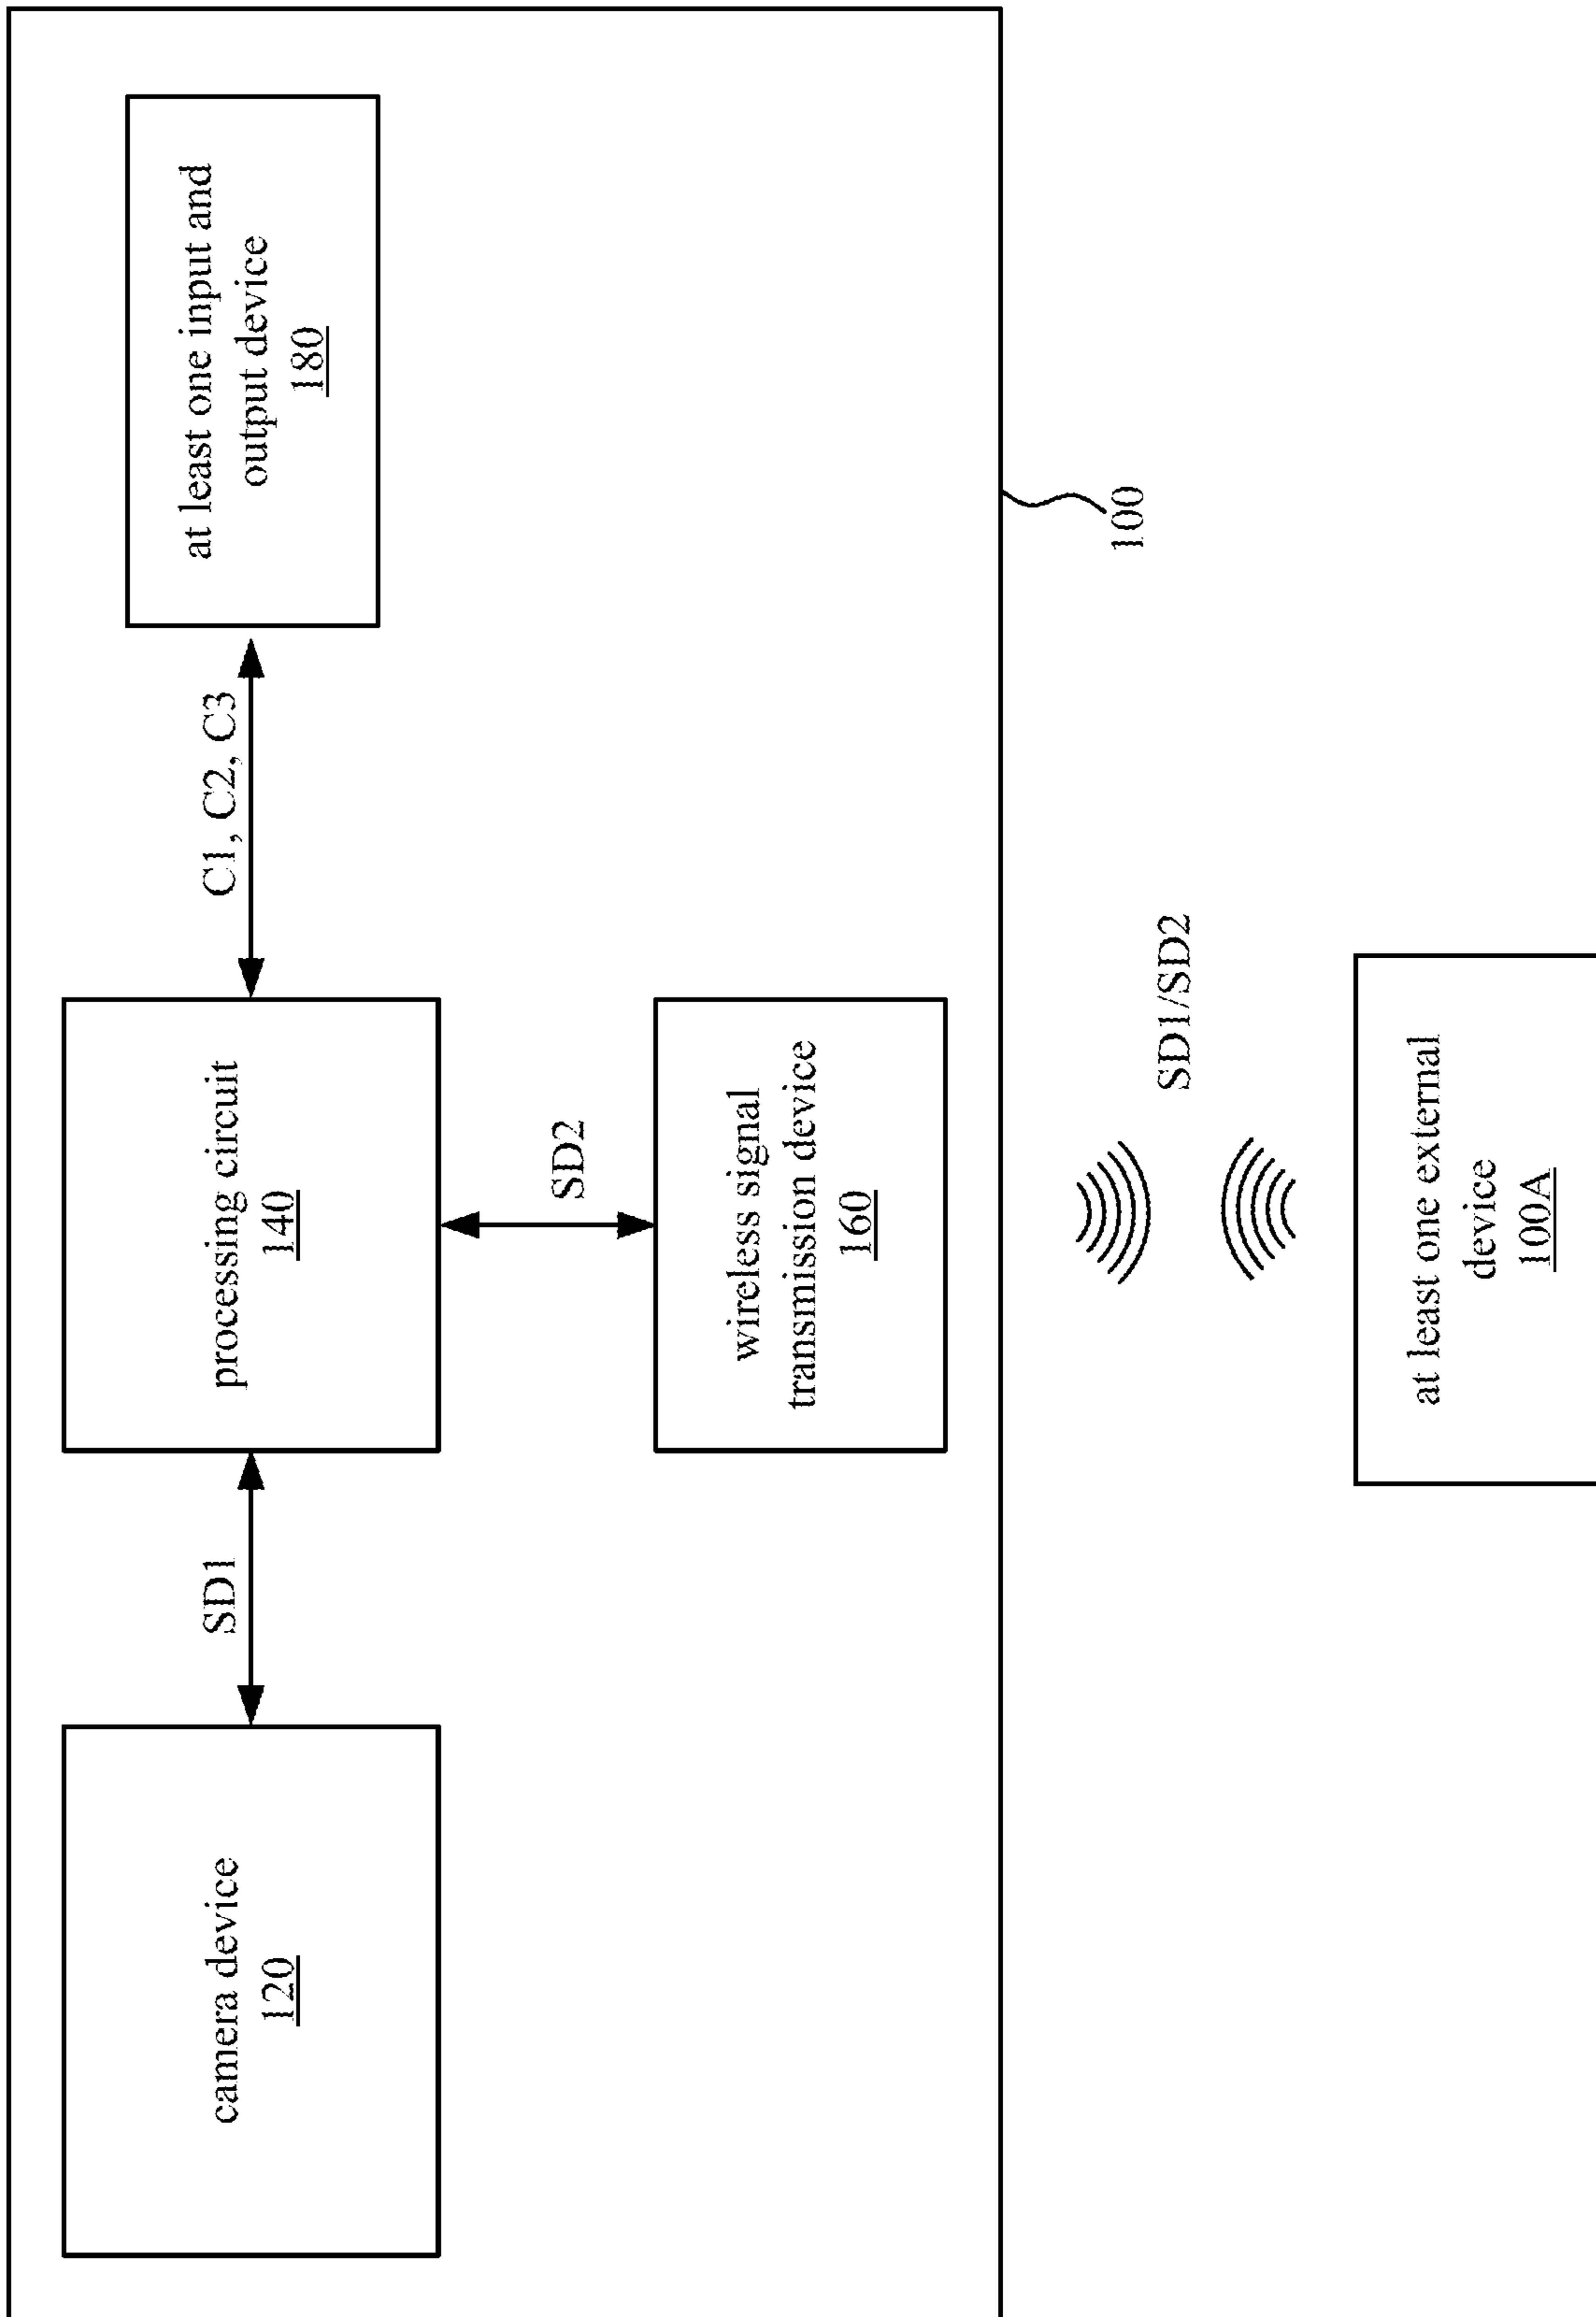 camera device
120
SD1
processing circuit
140
C1, C2, C3
at least one input and
output device
180
SD2
wireless signal
transmission device
160
100
SD1/SD2
at least one external
device
100A